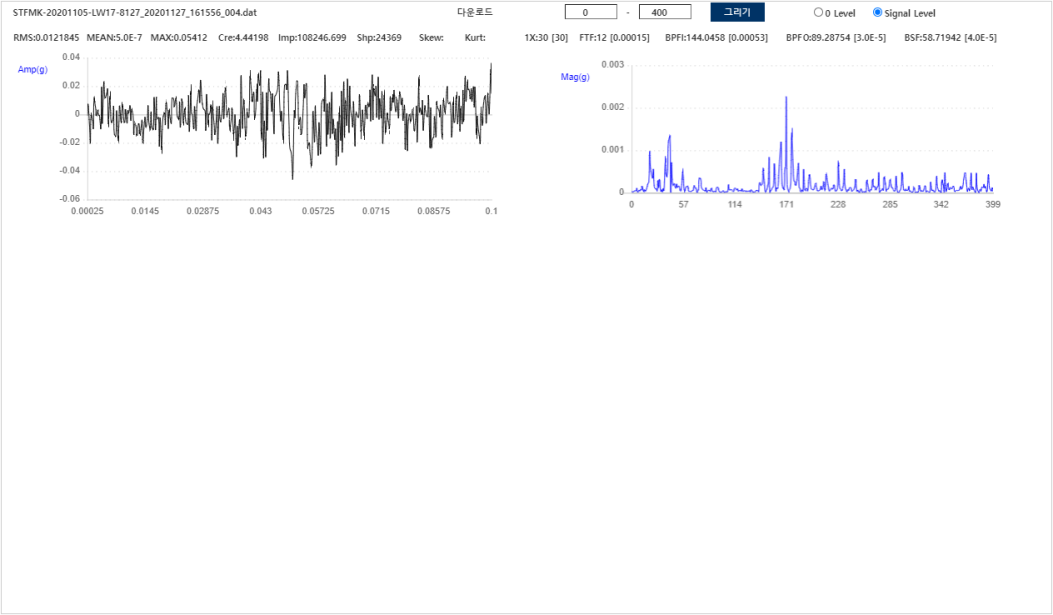 STFMK-20201105-LW17-8127_20201127_161556_004.dat 다운로드 0 - 400 그리기 0 Level Signal Level
RMS:0.0121845 MEAN:5.0E-7 MAX:0.05412 Cre:4.44198 Imp:108246.699 Shp:24369 Skew: Kurt: 1X:30 [30] FTF:12 [0.00015] BPFI:144.0458 [0.00053] BPFO:89.28754 [3.0E-5] BSF:58.71942 [4.0E-5]
Amp(g)
0.04
0.02
0
-0.02
-0.04
-0.06
0.00025 0.0145 0.02875 0.043 0.05725 0.0715 0.08575 0.1
Mag(g)
0.003
0.002
0.001
0
0 57 114 171 228 285 342 399